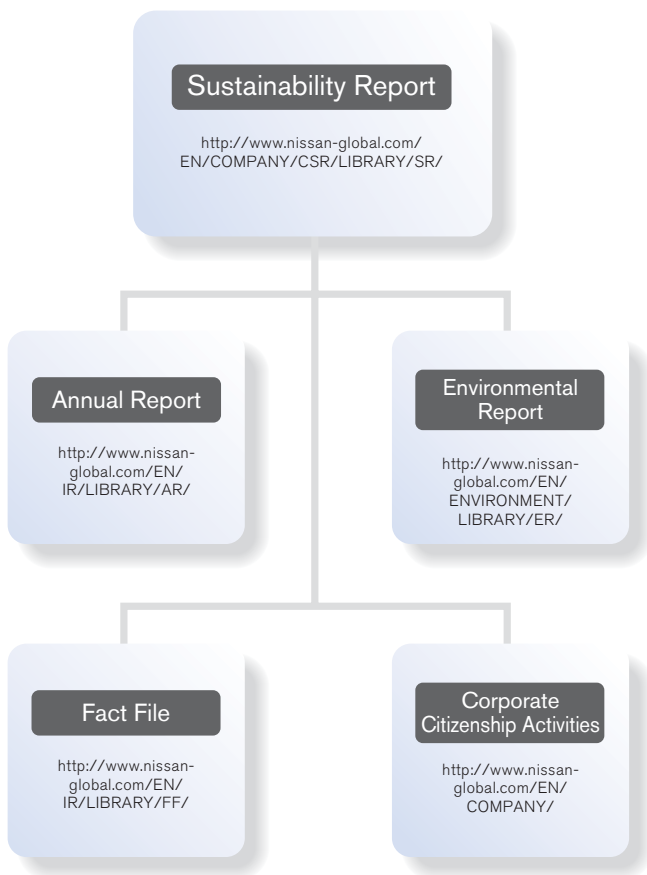 Sustainability Report
http://www.nissan-global.com/
EN/COMPANY/CSR/LIBRARY/SR/
Annual Report
http://www.nissan-
global.com/EN/
IR/LIBRARY/AR/
Environmental
Report
http://www.nissan-
global.com/EN/
ENVIRONMENT/
LIBRARY/ER/
Fact File
http://www.nissan-
global.com/EN/
IR/LIBRARY/FF/
Corporate
Citizenship Activities
http://www.nissan-
global.com/EN/
COMPANY/